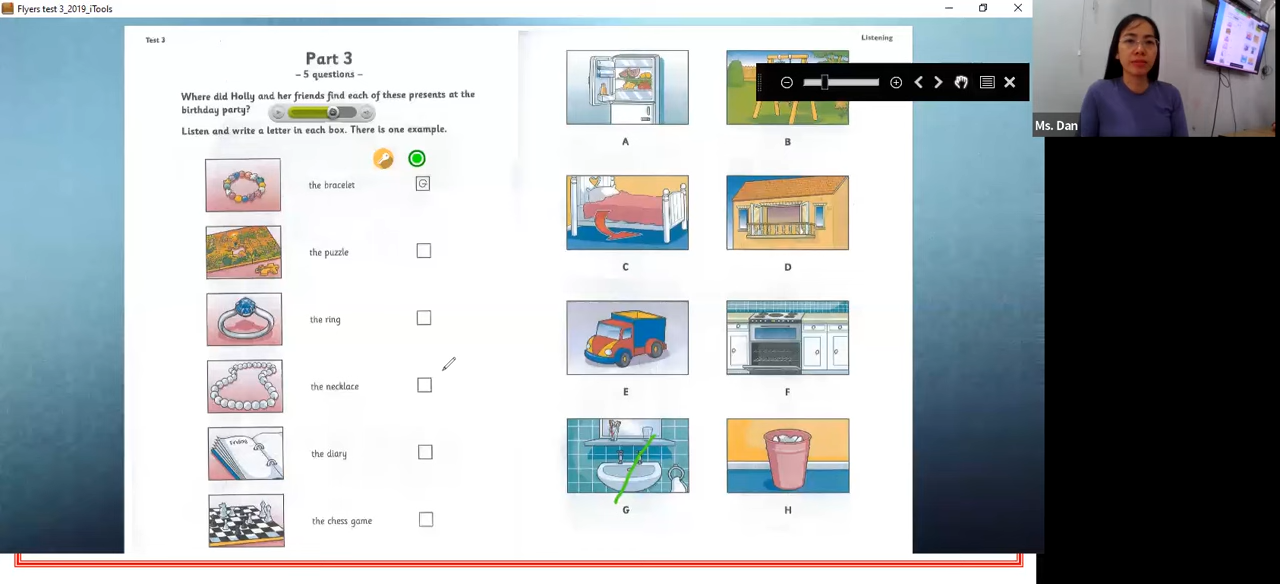 Flyers test 3_2019_iTools
Test 3
Listening
Part 3
– 5 questions –
Where did Holly and her friends find each of these presents at the
birthday party?
Listen and write a letter in each box. There is one example.
the bracelet
G
the puzzle
the ring
the necklace
Friday
the diary
the chess game
A
B
C
D
E
F
G
H
Ms. Dan